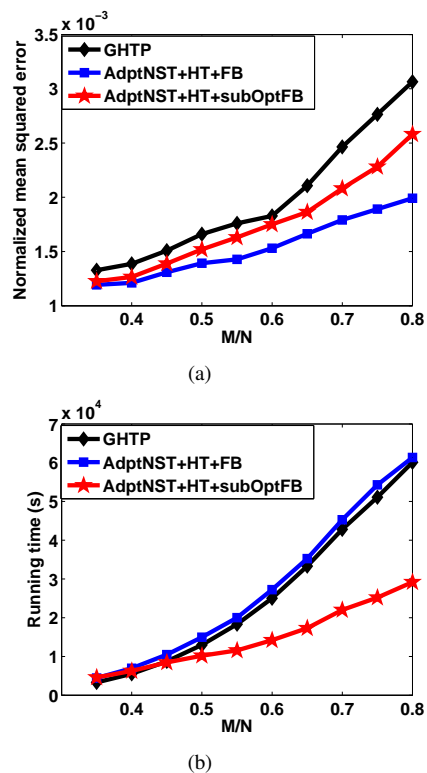 x 10⁻³
3.5
3
2.5
2
1.5
1
Normalized mean squared error
GHTP
AdptNST+HT+FB
AdptNST+HT+subOptFB
0.4 0.5 0.6 0.7 0.8
M/N
(a)
x 10⁴
7
6
5
4
3
2
1
0
Running time (s)
GHTP
AdptNST+HT+FB
AdptNST+HT+subOptFB
0.4 0.5 0.6 0.7 0.8
M/N
(b)